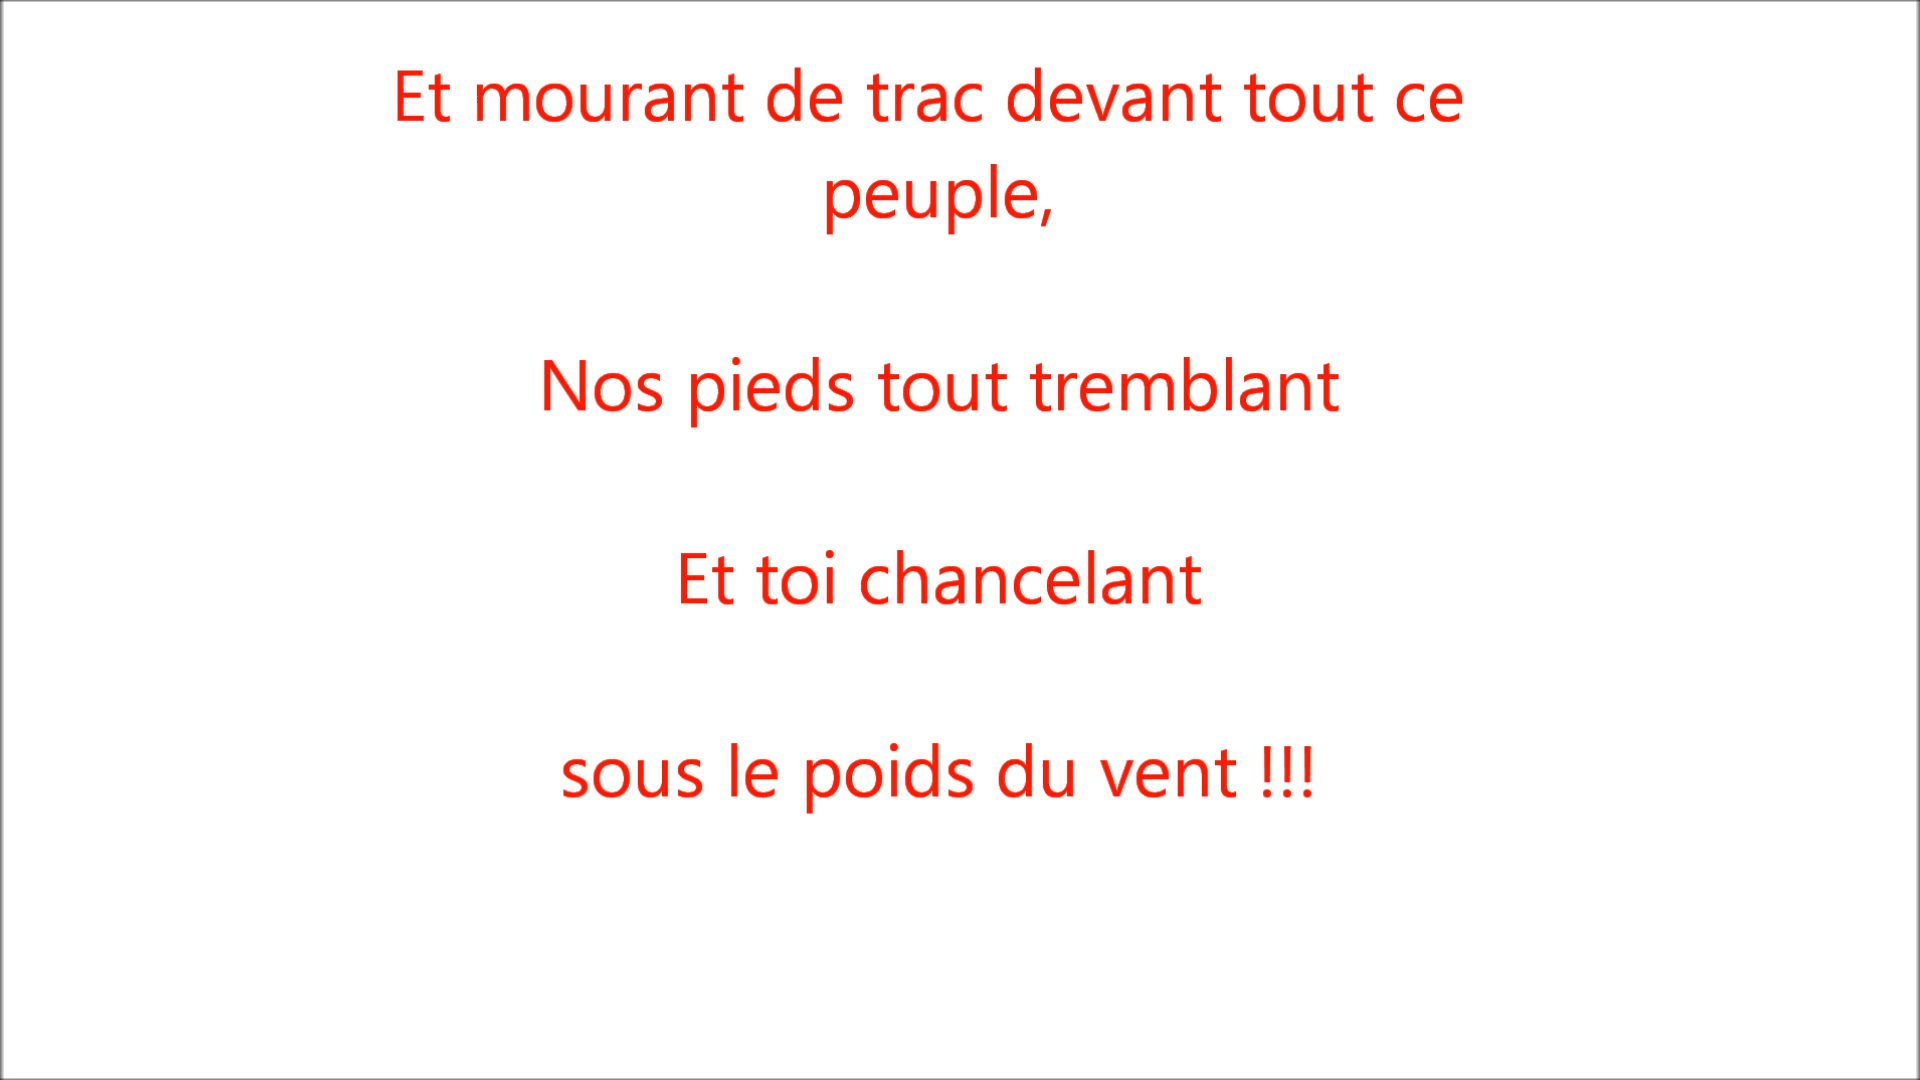 Et mourant de trac devant tout ce
peuple,
Nos pieds tout tremblant
Et toi chancelant
sous le poids du vent !!!